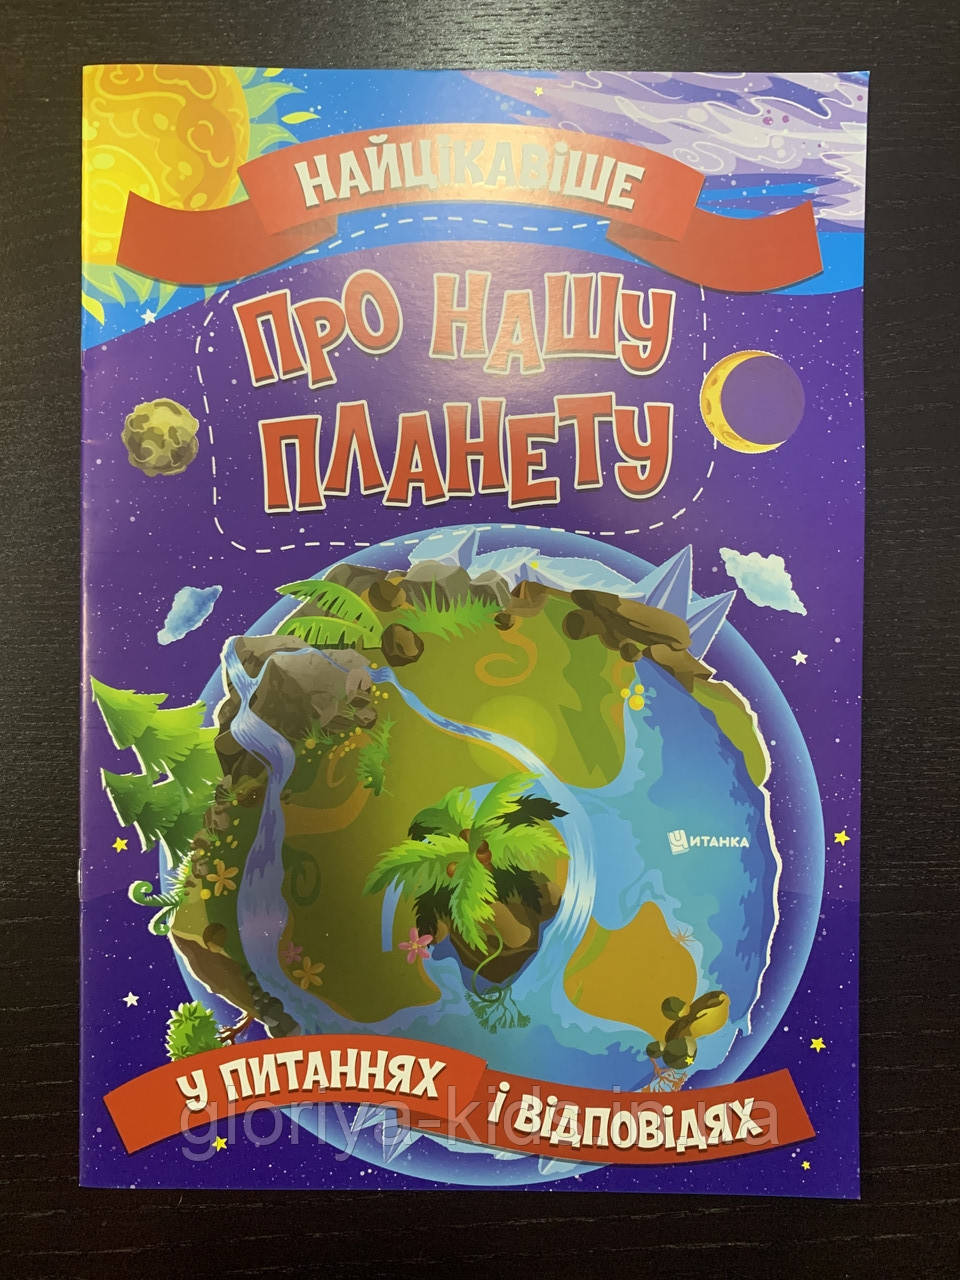 НАЙЦІКАВІШЕ
ПРО НАШУ
ПЛАНЕТУ
ЧИТАНКА
У ПИТАННЯХ
І ВІДПОВІДЯХ
gloriya-kids.in.ua